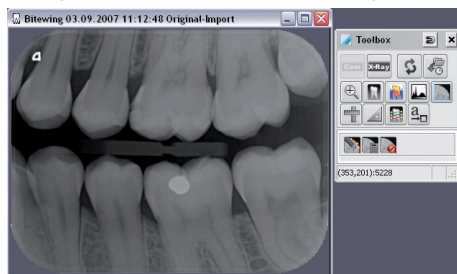 Bitewing 03.09.2007 11:12:48 Original-Import
Toolbox
Cam
X-Ray
a
(353,201):5228